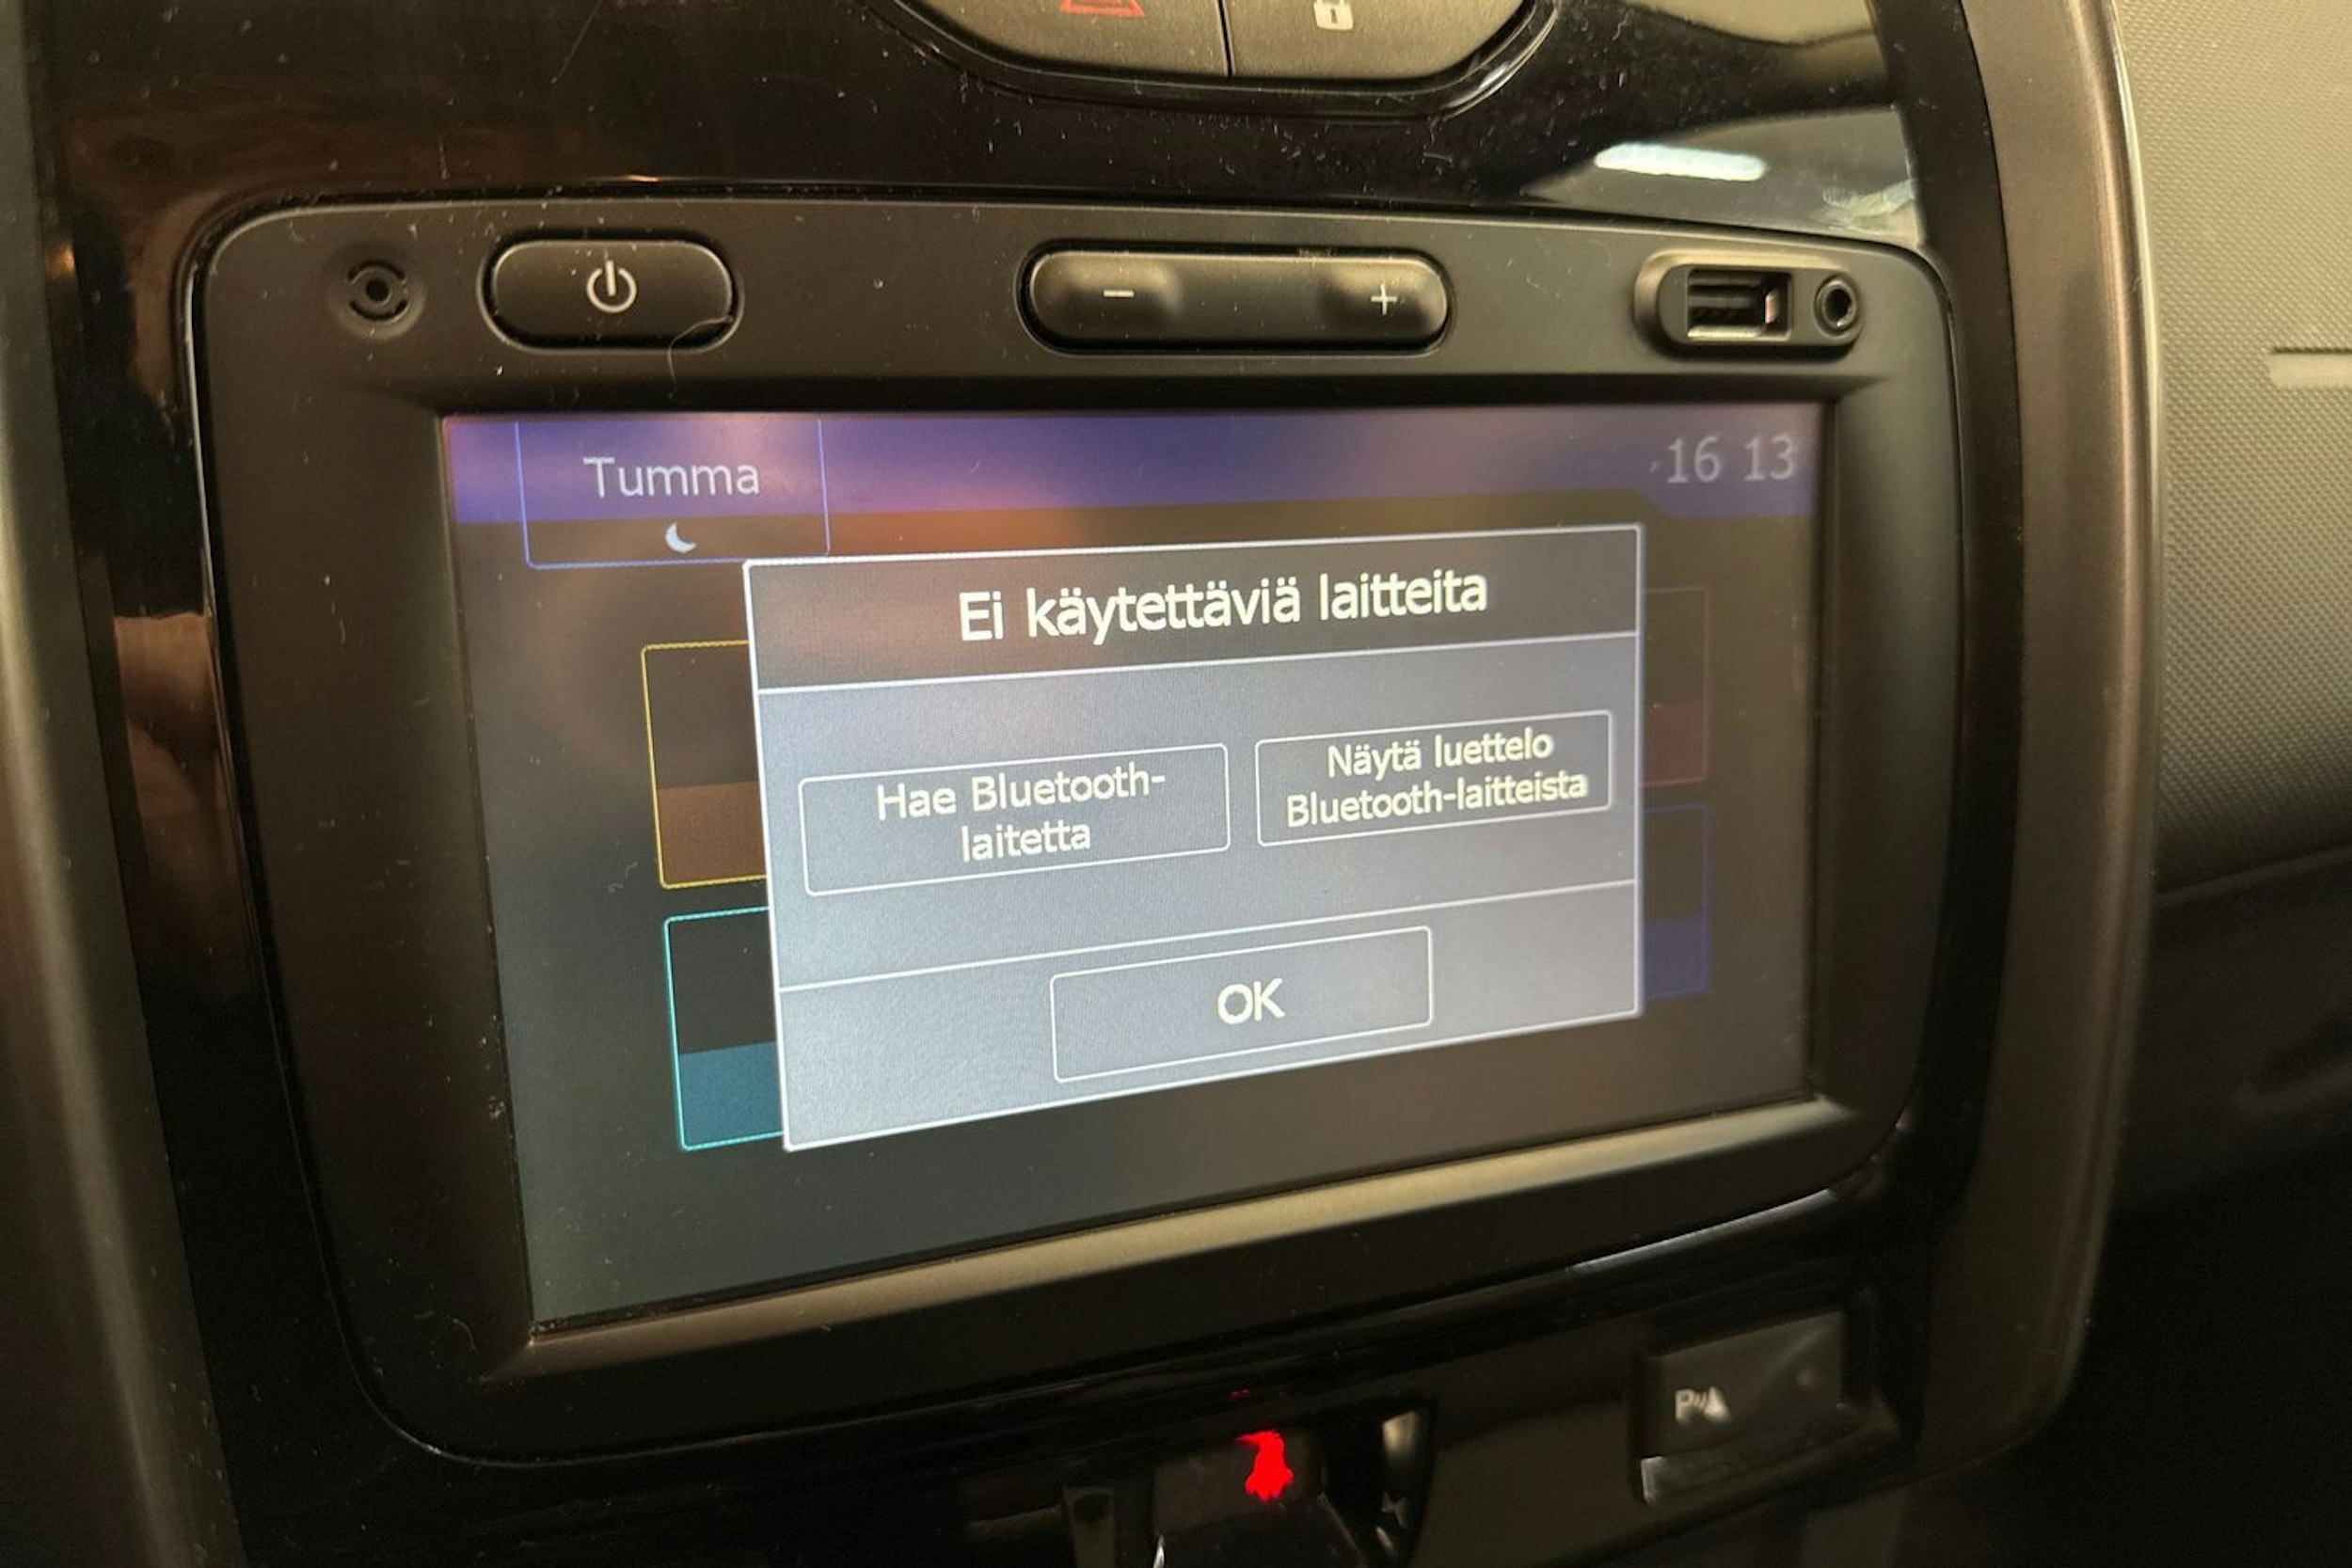 Tumma
16 13
Ei käytettäviä laitteita
Hae Bluetooth-
laitetta
Näytä luettelo
Bluetooth-laitteista
OK
P